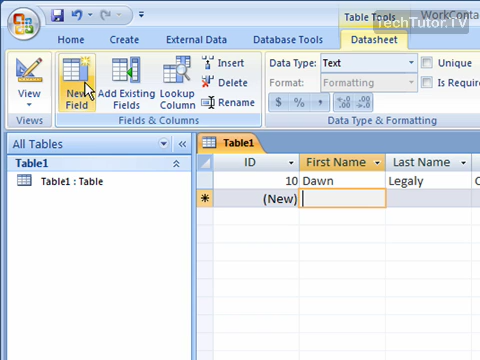 Table Tools
WorkConta
TechTutor.TV
Home Create External Data Database Tools Datasheet
View
New Field
Add Existing Fields
Lookup Column
Insert
Delete
Rename
Data Type: Text
Format: Formatting
$ % ,
Unique
Is Require
Views
Fields & Columns
Data Type & Formatting
All Tables
Table1
Table1 : Table
Table1
ID First Name Last Name
10 Dawn Legaly C
(New)